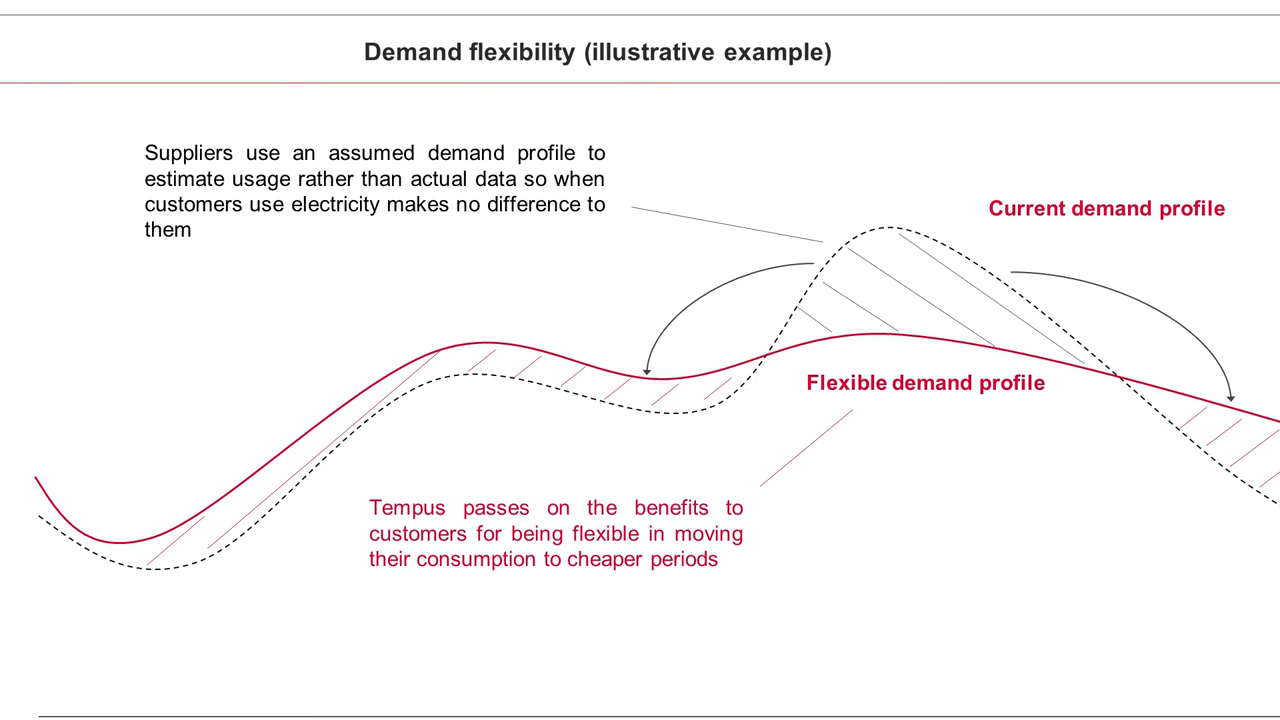 Demand flexibility (illustrative example)
Suppliers use an assumed demand profile to
estimate usage rather than actual data so when
customers use electricity makes no difference to
them
Current demand profile
Flexible demand profile
Tempus passes on the benefits to
customers for being flexible in moving
their consumption to cheaper periods